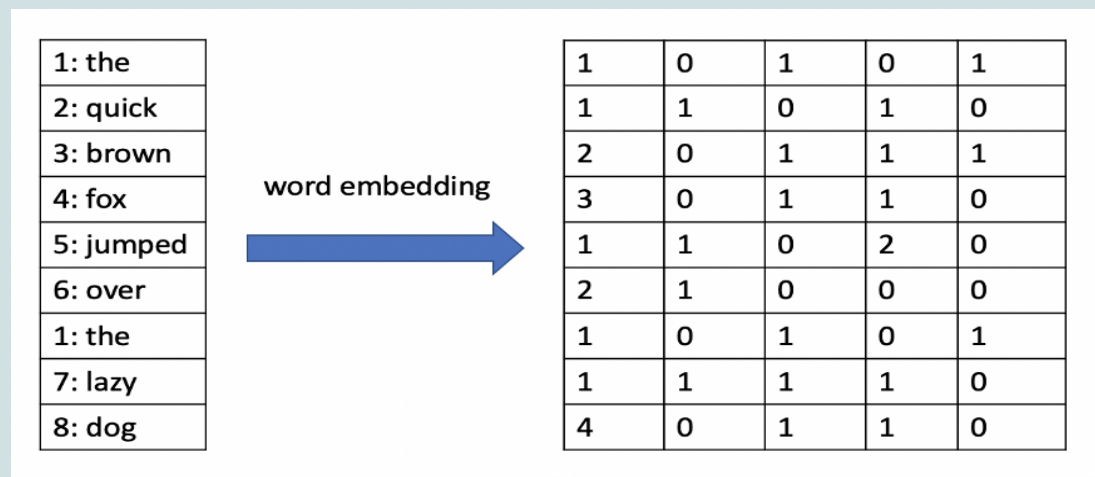 1: the
2: quick
3: brown
4: fox
5: jumped
6: over
1: the
7: lazy
8: dog
word embedding
1 0 1 0 1
1 1 0 1 0
2 0 1 1 1
3 0 1 1 0
1 1 0 2 0
2 1 0 0 0
1 0 1 0 1
1 1 1 1 0
4 0 1 1 0